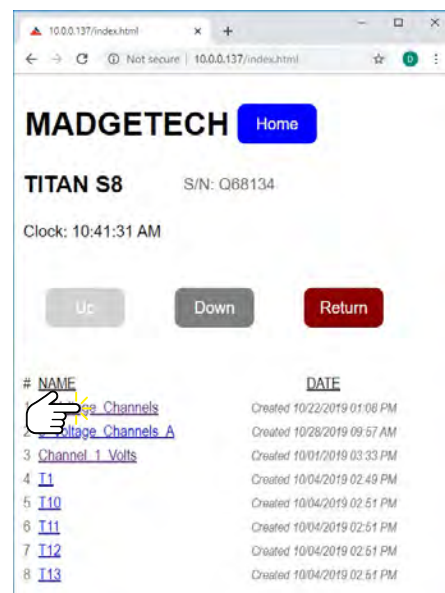 10.0.0.137/index.html
Not secure | 10.0.0.137/index.html
D
MADGETECH Home
TITAN S8 S/N: Q68134
Clock: 10:41:31 AM
Up Down Return
# NAME DATE
1 Channels Created 10/22/2019 01:08 PM
2 Voltage_Channels_A Created 10/28/2019 09:57 AM
3 Channel_1_Volts Created 10/01/2019 03:33 PM
4 T1 Created 10/04/2019 02:49 PM
5 T10 Created 10/04/2019 02:51 PM
6 T11 Created 10/04/2019 02:51 PM
7 T12 Created 10/04/2019 02:51 PM
8 T13 Created 10/04/2019 02:51 PM